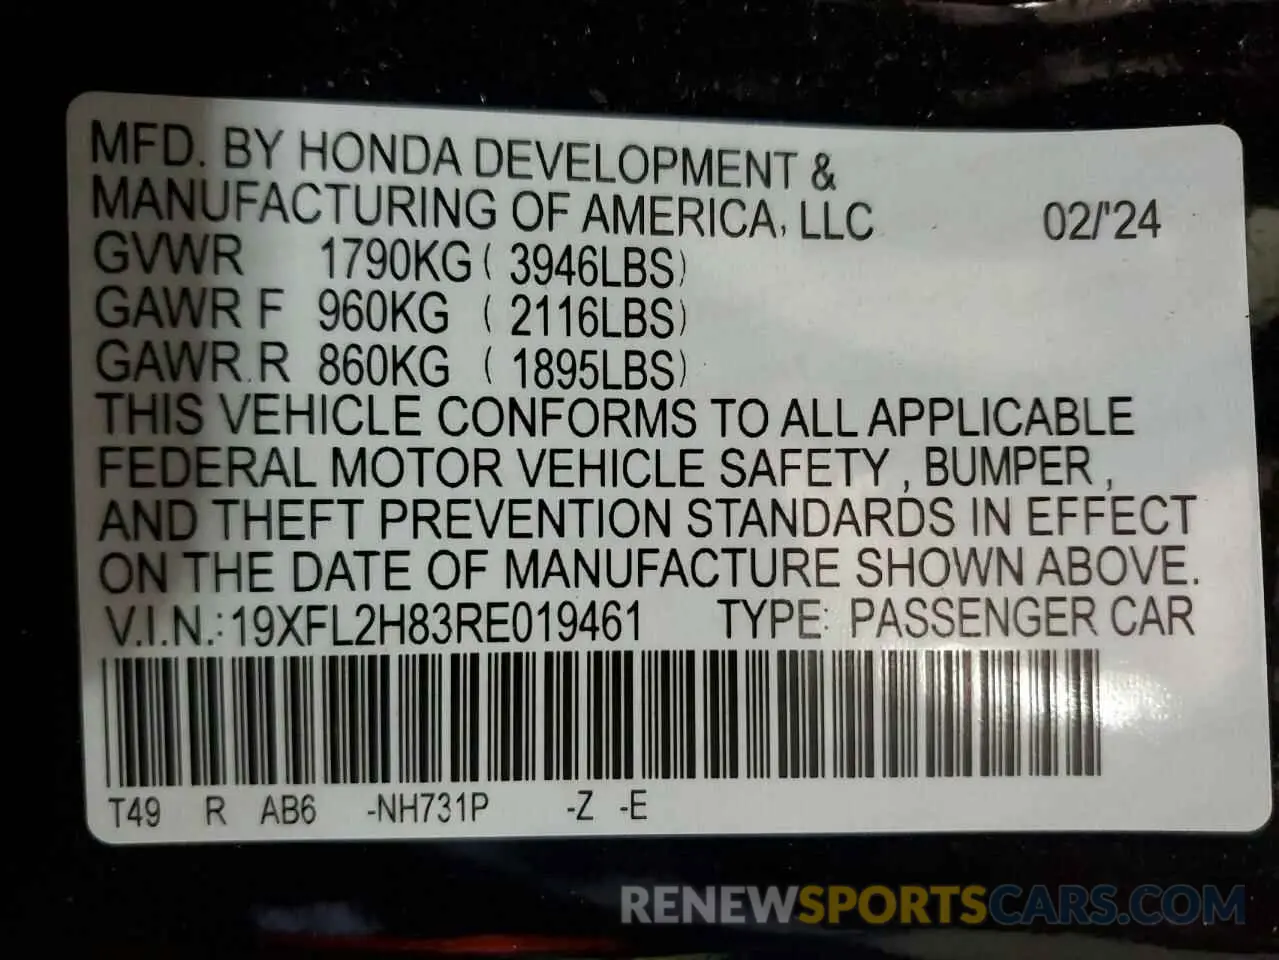 MFD. BY HONDA DEVELOPMENT &
MANUFACTURING OF AMERICA, LLC 02/'24
GVWR 1790KG ( 3946LBS)
GAWR F 960KG ( 2116LBS)
GAWR R 860KG ( 1895LBS)
THIS VEHICLE CONFORMS TO ALL APPLICABLE
FEDERAL MOTOR VEHICLE SAFETY , BUMPER ,
AND THEFT PREVENTION STANDARDS IN EFFECT
ON THE DATE OF MANUFACTURE SHOWN ABOVE.
V.I.N.: 19XFL2H83RE019461 TYPE: PASSENGER CAR
T49 R AB6 -NH731P -Z -E
RENEWSPORTSCARS.COM